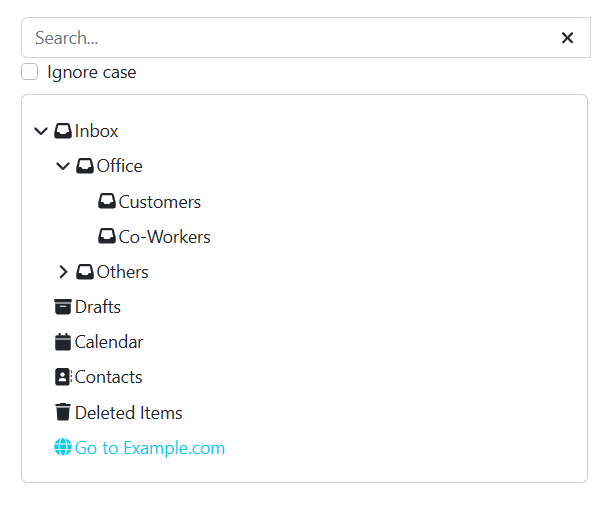 Search...
Ignore case
Inbox
Office
Customers
Co-Workers
Others
Drafts
Calendar
Contacts
Deleted Items
Go to Example.com